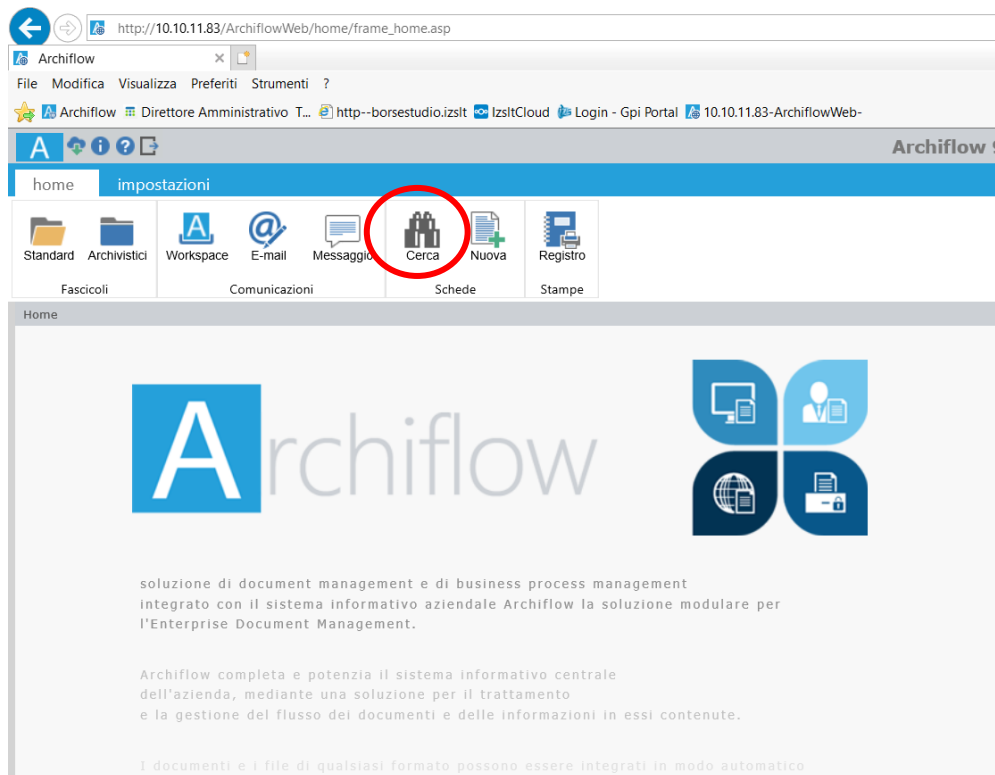 http://10.10.11.83/ArchiflowWeb/home/frame_home.asp
Archiflow
File Modifica Visualizza Preferiti Strumenti ?
Archiflow Direttore Amministrativo T... http--borsestudio.izslt IzsltCloud Login - Gpi Portal 10.10.11.83-ArchiflowWeb-
A Archiflow 9
home impostazioni
Standard Archivistici Workspace E-mail Messaggio Cerca Nuova Registro
Fascicoli Comunicazioni Schede Stampe
Home
Archiflow
soluzione di document management e di business process management
integrato con il sistema informativo aziendale Archiflow la soluzione modulare per
l'Enterprise Document Management.
Archiflow completa e potenzia il sistema informativo centrale
dell'azienda, mediante una soluzione per il trattamento
e la gestione del flusso dei documenti e delle informazioni in essi contenute.
I documenti e i file di qualsiasi formato possono essere integrati in modo automatico